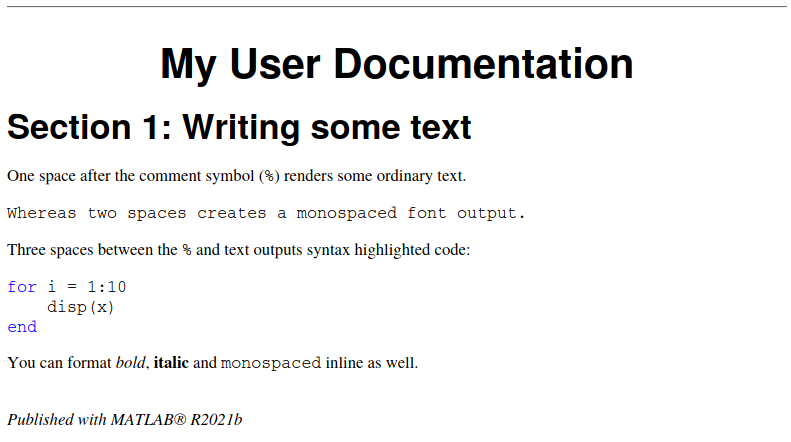 My User Documentation
Section 1: Writing some text
One space after the comment symbol (%) renders some ordinary text.
Whereas two spaces creates a monospaced font output.
Three spaces between the % and text outputs syntax highlighted code:
for i = 1:10
    disp(x)
end
You can format bold, italic and monospaced inline as well.
Published with MATLAB® R2021b